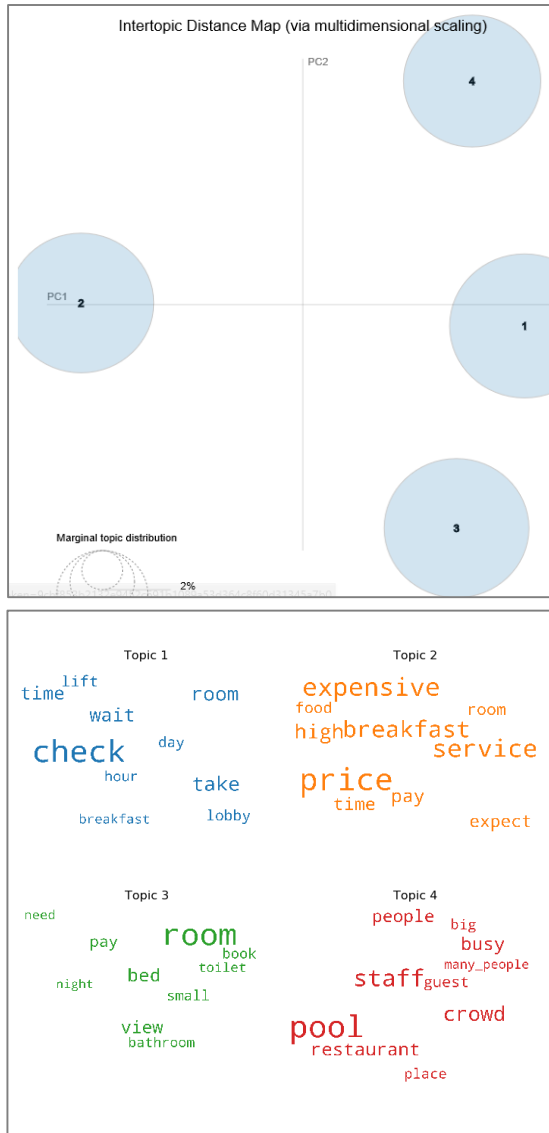 Intertopic Distance Map (via multidimensional scaling)
PC2
4
PC1
2
1
3
Marginal topic distribution
2%
Topic 1
lift
time
room
wait
check
day
hour
take
breakfast
lobby
Topic 2
expensive
food
room
high
breakfast
service
price
time
pay
expect
Topic 3
need
room
pay
book
toilet
bed
night
small
view
bathroom
Topic 4
people
big
busy
many_people
staff
guest
crowd
pool
restaurant
place